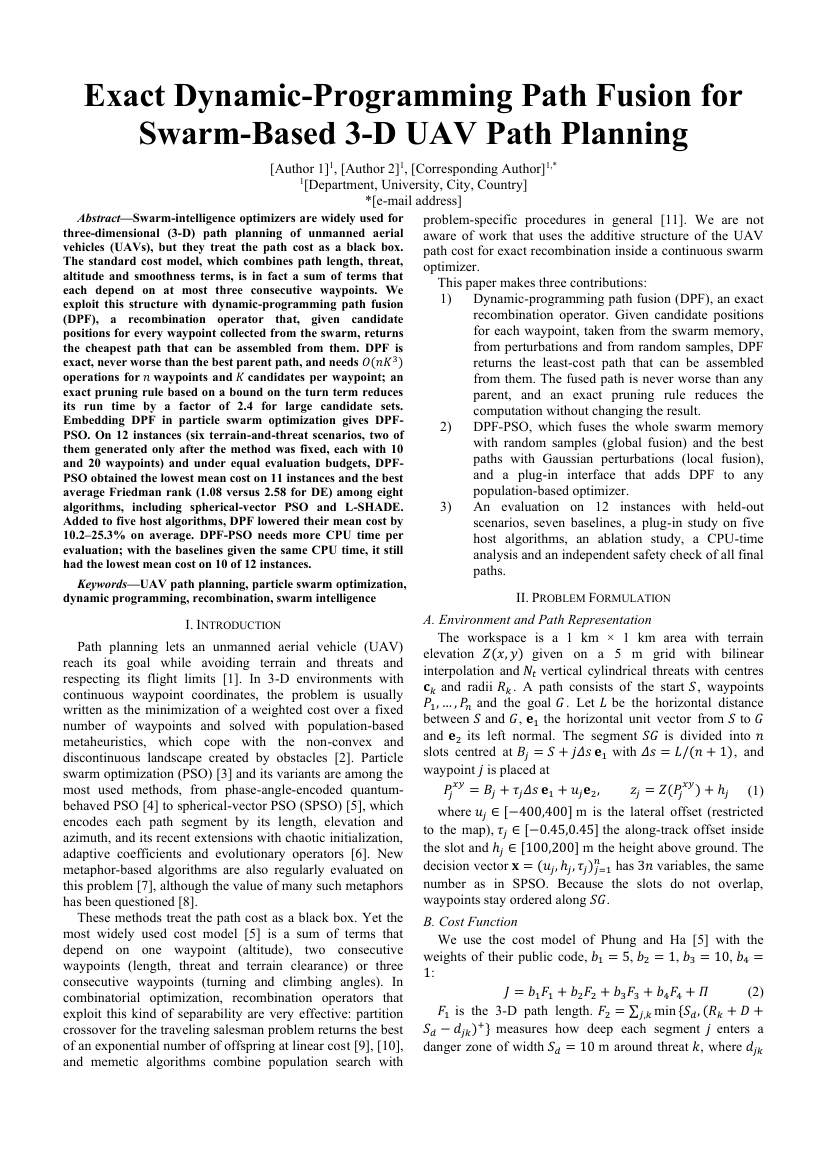 Exact Dynamic-Programming Path Fusion for
Swarm-Based 3-D UAV Path Planning
[Author 1]¹, [Author 2]¹, [Corresponding Author]¹,*
¹[Department, University, City, Country]
*[e-mail address]
Abstract—Swarm-intelligence optimizers are widely used for
three-dimensional (3-D) path planning of unmanned aerial
vehicles (UAVs), but they treat the path cost as a black box.
The standard cost model, which combines path length, threat,
altitude and smoothness terms, is in fact a sum of terms that
each depend on at most three consecutive waypoints. We
exploit this structure with dynamic-programming path fusion
(DPF), a recombination operator that, given candidate
positions for every waypoint collected from the swarm, returns
the cheapest path that can be assembled from them. DPF is
exact, never worse than the best parent path, and needs O(nK³)
operations for n waypoints and K candidates per waypoint; an
exact pruning rule based on a bound on the turn term reduces
its run time by a factor of 2.4 for large candidate sets.
Embedding DPF in particle swarm optimization gives DPF-
PSO. On 12 instances (six terrain-and-threat scenarios, two of
them generated only after the method was fixed, each with 10
and 20 waypoints) and under equal evaluation budgets, DPF-
PSO obtained the lowest mean cost on 11 instances and the best
average Friedman rank (1.08 versus 2.58 for DE) among eight
algorithms, including spherical-vector PSO and L-SHADE.
Added to five host algorithms, DPF lowered their mean cost by
10.2–25.3% on average. DPF-PSO needs more CPU time per
evaluation; with the baselines given the same CPU time, it still
had the lowest mean cost on 10 of 12 instances.
Keywords—UAV path planning, particle swarm optimization,
dynamic programming, recombination, swarm intelligence
I. INTRODUCTION
Path planning lets an unmanned aerial vehicle (UAV)
reach its goal while avoiding terrain and threats and
respecting its flight limits [1]. In 3-D environments with
continuous waypoint coordinates, the problem is usually
written as the minimization of a weighted cost over a fixed
number of waypoints and solved with population-based
metaheuristics, which cope with the non-convex and
discontinuous landscape created by obstacles [2]. Particle
swarm optimization (PSO) [3] and its variants are among the
most used methods, from phase-angle-encoded quantum-
behaved PSO [4] to spherical-vector PSO (SPSO) [5], which
encodes each path segment by its length, elevation and
azimuth, and its recent extensions with chaotic initialization,
adaptive coefficients and evolutionary operators [6]. New
metaphor-based algorithms are also regularly evaluated on
this problem [7], although the value of many such metaphors
has been questioned [8].
These methods treat the path cost as a black box. Yet the
most widely used cost model [5] is a sum of terms that
depend on one waypoint (altitude), two consecutive
waypoints (length, threat and terrain clearance) or three
consecutive waypoints (turning and climbing angles). In
combinatorial optimization, recombination operators that
exploit this kind of separability are very effective: partition
crossover for the traveling salesman problem returns the best
of an exponential number of offspring at linear cost [9], [10],
and memetic algorithms combine population search with
problem-specific procedures in general [11]. We are not
aware of work that uses the additive structure of the UAV
path cost for exact recombination inside a continuous swarm
optimizer.
This paper makes three contributions:
1) Dynamic-programming path fusion (DPF), an exact
recombination operator. Given candidate positions
for each waypoint, taken from the swarm memory,
from perturbations and from random samples, DPF
returns the least-cost path that can be assembled
from them. The fused path is never worse than any
parent, and an exact pruning rule reduces the
computation without changing the result.
2) DPF-PSO, which fuses the whole swarm memory
with random samples (global fusion) and the best
paths with Gaussian perturbations (local fusion),
and a plug-in interface that adds DPF to any
population-based optimizer.
3) An evaluation on 12 instances with held-out
scenarios, seven baselines, a plug-in study on five
host algorithms, an ablation study, a CPU-time
analysis and an independent safety check of all final
paths.
II. PROBLEM FORMULATION
A. Environment and Path Representation
The workspace is a 1 km × 1 km area with terrain
elevation Z(x, y) given on a 5 m grid with bilinear
interpolation and Nₜ vertical cylindrical threats with centres
𝐜ₖ and radii Rₖ. A path consists of the start S, waypoints
P₁, … , Pₙ and the goal G. Let L be the horizontal distance
between S and G, 𝐞₁ the horizontal unit vector from S to G
and 𝐞₂ its left normal. The segment SG is divided into n
slots centred at Bⱼ = S + jΔs 𝐞₁ with Δs = L/(n + 1), and
waypoint j is placed at
Pⱼˣʸ = Bⱼ + τⱼΔs 𝐞₁ + uⱼ𝐞₂, zⱼ = Z(Pⱼˣʸ) + hⱼ (1)
where uⱼ ∈ [−400,400] m is the lateral offset (restricted
to the map), τⱼ ∈ [−0.45,0.45] the along-track offset inside
the slot and hⱼ ∈ [100,200] m the height above ground. The
decision vector 𝐱 = (uⱼ, hⱼ, τⱼ)ⱼ₌₁ⁿ has 3n variables, the same
number as in SPSO. Because the slots do not overlap,
waypoints stay ordered along SG.
B. Cost Function
We use the cost model of Phung and Ha [5] with the
weights of their public code, b₁ = 5, b₂ = 1, b₃ = 10, b₄ =
1:
J = b₁F₁ + b₂F₂ + b₃F₃ + b₄F₄ + Π (2)
F₁ is the 3-D path length. F₂ = ∑ⱼ,ₖ min{S_d, (Rₖ + D +
S_d − dⱼₖ)⁺} measures how deep each segment j enters a
danger zone of width S_d = 10 m around threat k, where dⱼₖ